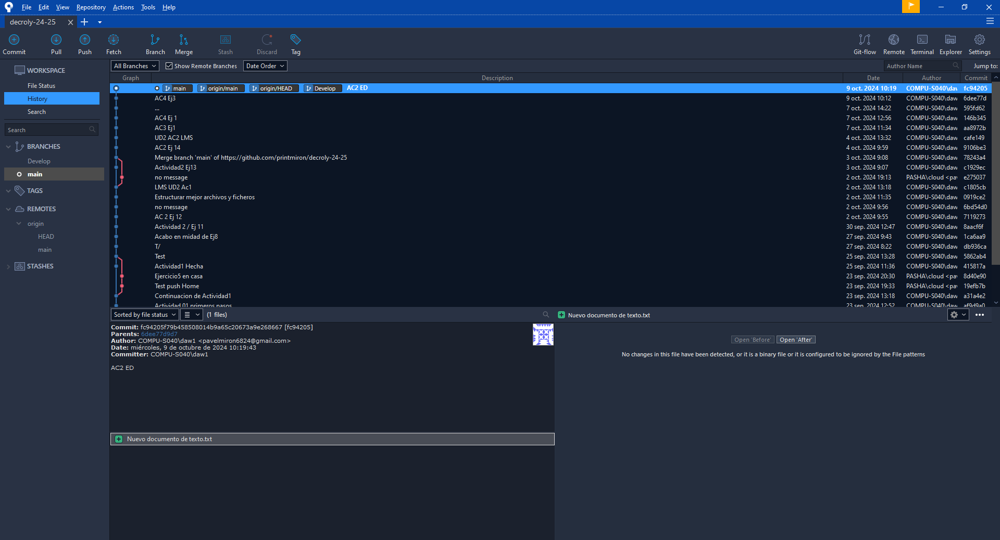 File Edit View Repository Actions Tools Help
decroly-24-25
Commit Pull Push Fetch Branch Merge Stash Discard Tag Git-flow Remote Terminal Explorer Settings
WORKSPACE
File Status
History
Search
Search
BRANCHES
Develop
main
TAGS
REMOTES
origin
HEAD
main
STASHES
All Branches Show Remote Branches Date Order Author Name Jump to:
Graph Description Date Author Commit
main origin/main origin/HEAD Develop AC2 ED 9 oct. 2024 10:19 COMPU-S040\daw fc94205
AC4 Ej3 9 oct. 2024 10:12 COMPU-S040\daw 6dee77d
... 7 oct. 2024 14:22 COMPU-S040\daw 595fd62
AC4 Ej 1 7 oct. 2024 12:56 COMPU-S040\daw 146b345
AC3 Ej1 7 oct. 2024 11:34 COMPU-S040\daw aa8972b
UD2 AC2 LMS 4 oct. 2024 13:32 COMPU-S040\daw cafe149
AC2 Ej 14 4 oct. 2024 9:59 COMPU-S040\daw 9106be3
Merge branch 'main' of https://github.com/printmiron/decroly-24-25 3 oct. 2024 9:08 COMPU-S040\daw 78243a4
Actividad2 Ej13 3 oct. 2024 9:07 COMPU-S040\daw c1929ec
no message 2 oct. 2024 19:13 PASHA\cloud <pav e275037
LMS UD2 Ac1 2 oct. 2024 13:18 COMPU-S040\daw c1805cb
Estructurar mejor archivos y ficheros 2 oct. 2024 11:35 COMPU-S040\daw 0919ce2
no message 2 oct. 2024 9:56 COMPU-S040\daw 6bd54d0
AC 2 Ej 12 2 oct. 2024 9:55 COMPU-S040\daw 7119273
Actividad 2 / Ej 11 30 sep. 2024 12:47 COMPU-S040\daw 8aacf6f
Acabo en midad de Ej8 27 sep. 2024 9:43 COMPU-S040\daw 1ca6aa9
T/ 27 sep. 2024 8:22 COMPU-S040\daw db936ca
Test 25 sep. 2024 13:28 COMPU-S040\daw 5862ab4
Actividad1 Hecha 25 sep. 2024 11:36 COMPU-S040\daw 415817a
Ejercicio5 en casa 23 sep. 2024 20:30 PASHA\cloud <pav 8d40e90
Test push Home 23 sep. 2024 19:33 PASHA\cloud <pav 19efb7b
Continuacion de Actividad1 23 sep. 2024 13:18 COMPU-S040\daw a31a4e2
Actividad 01 primeros pasos 23 sep. 2024 12:52 COMPU-S040\daw af9d9a0
Sorted by file status (1 files)
Commit: fc94205f79b458508014b9a65c20673a9e268667 [fc94205]
Parents: 6dee77d9d7
Author: COMPU-S040\daw1 <pavelmiron6824@gmail.com>
Date: miércoles, 9 de octubre de 2024 10:19:43
Committer: COMPU-S040\daw1
AC2 ED
Nuevo documento de texto.txt
Nuevo documento de texto.txt
Open 'Before' Open 'After'
No changes in this file have been detected, or it is a binary file or it is configured to be ignored by the File patterns